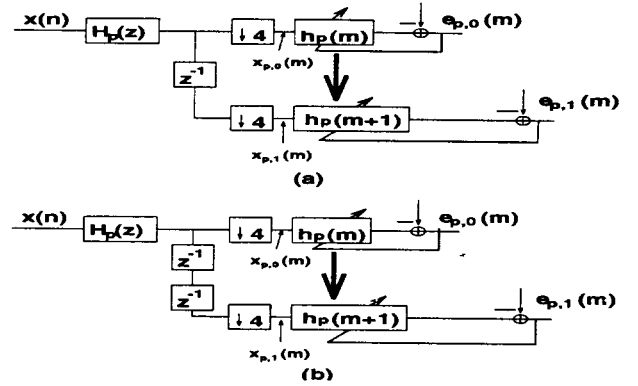 x(n) Hp(z) ↓ 4 hp(m) − ep,0(m)
xp,0(m)
z-1
↓ 4 hp(m+1) − ep,1(m)
xp,1(m)
(a)
x(n) Hp(z) ↓ 4 hp(m) − ep,0(m)
z-1
xp,0(m)
z-1
↓ 4 hp(m+1) − ep,1(m)
xp,1(m)
(b)